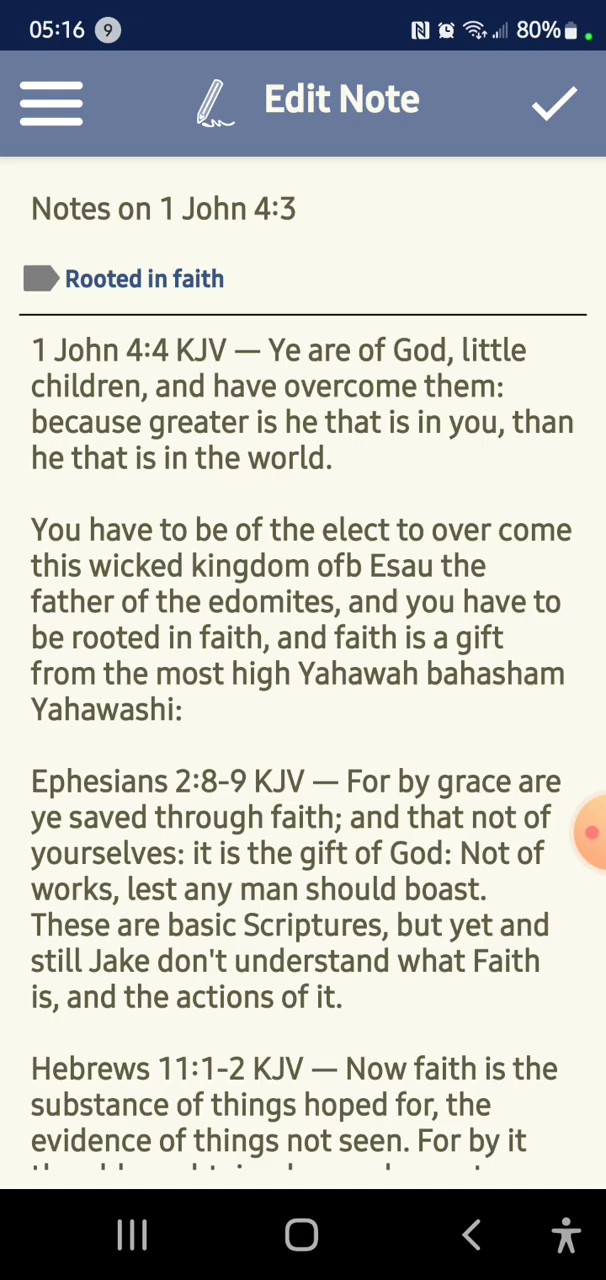 05:16 9 80%
Edit Note
Notes on 1 John 4:3
Rooted in faith
1 John 4:4 KJV — Ye are of God, little
children, and have overcome them:
because greater is he that is in you, than
he that is in the world.
You have to be of the elect to over come
this wicked kingdom ofb Esau the
father of the edomites, and you have to
be rooted in faith, and faith is a gift
from the most high Yahawah bahasham
Yahawashi:
Ephesians 2:8-9 KJV — For by grace are
ye saved through faith; and that not of
yourselves: it is the gift of God: Not of
works, lest any man should boast.
These are basic Scriptures, but yet and
still Jake don't understand what Faith
is, and the actions of it.
Hebrews 11:1-2 KJV — Now faith is the
substance of things hoped for, the
evidence of things not seen. For by it